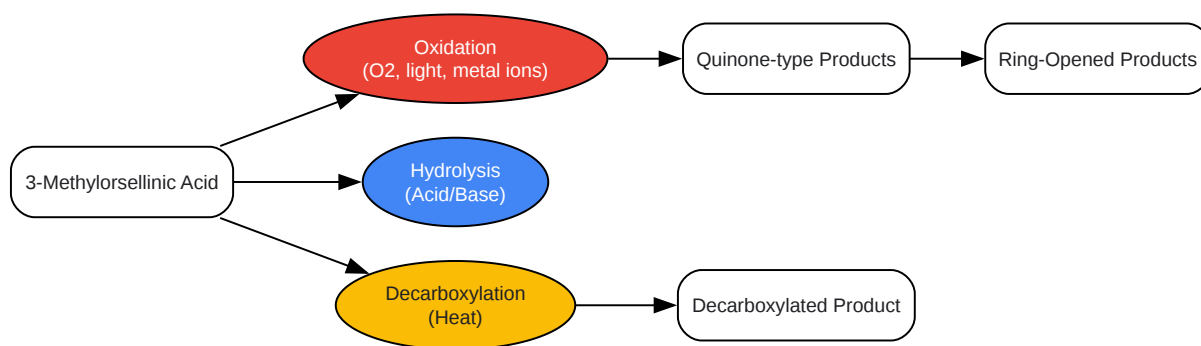 Oxidation
(O2, light, metal ions)
Quinone-type Products
Ring-Opened Products
3-Methylorsellinic Acid
Hydrolysis
(Acid/Base)
Decarboxylation
(Heat)
Decarboxylated Product